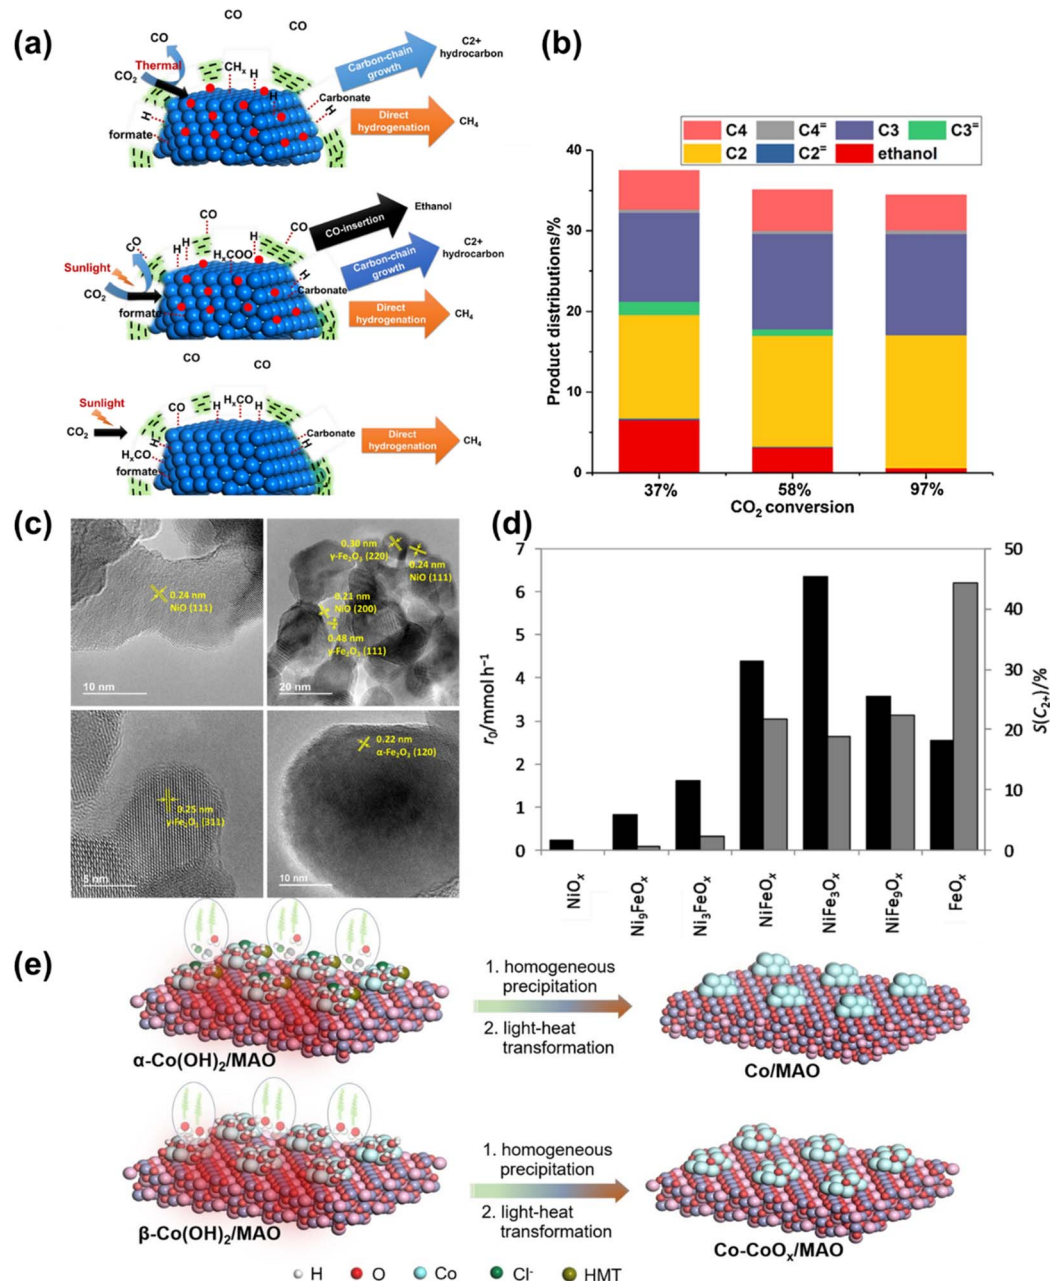 (a)
CO
CO
CO
Thermal
CO2
CHx
H
H
H
Carbonate
H
formate
Carbon-chain
growth
C2+
hydrocarbon
Direct
hydrogenation
CH4
CO
CO
CO
H
H
H
HxCOO
Sunlight
CO2
formate
H
Carbonate
CO-insertion
Ethanol
Carbon-chain
growth
C2+
hydrocarbon
Direct
hydrogenation
CH4
CO
CO
Sunlight
CO2
CO
H
HxCO
H
H
HxCO
formate
Carbonate
H
Direct
hydrogenation
CH4
(b)
C4
C4=
C3
C3=
C2
C2=
ethanol
Product distributions/%
40
30
20
10
0
37%
58%
97%
CO2 conversion
(c)
0.24 nm
NiO (111)
10 nm
0.30 nm
γ-Fe2O3 (220)
0.24 nm
NiO (111)
0.21 nm
NiO (200)
0.48 nm
γ-Fe2O3 (111)
20 nm
0.25 nm
γ-Fe2O3 (311)
5 nm
0.22 nm
α-Fe2O3 (120)
10 nm
(d)
r0/mmol h−1
7
6
5
4
3
2
1
0
50
40
30
20
10
0
S(C2+)/%
NiOx
Ni9FeOx
Ni3FeOx
NiFeOx
NiFe3Ox
NiFe9Ox
FeOx
(e)
α-Co(OH)2/MAO
1. homogeneous
precipitation
2. light-heat
transformation
Co/MAO
β-Co(OH)2/MAO
1. homogeneous
precipitation
2. light-heat
transformation
Co-CoOx/MAO
H
O
Co
Cl-
HMT